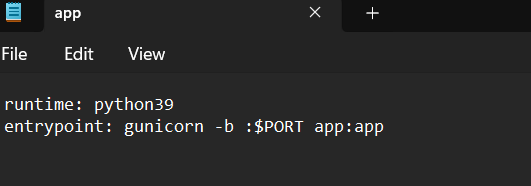 app
File Edit View
runtime: python39
entrypoint: gunicorn -b :$PORT app:app